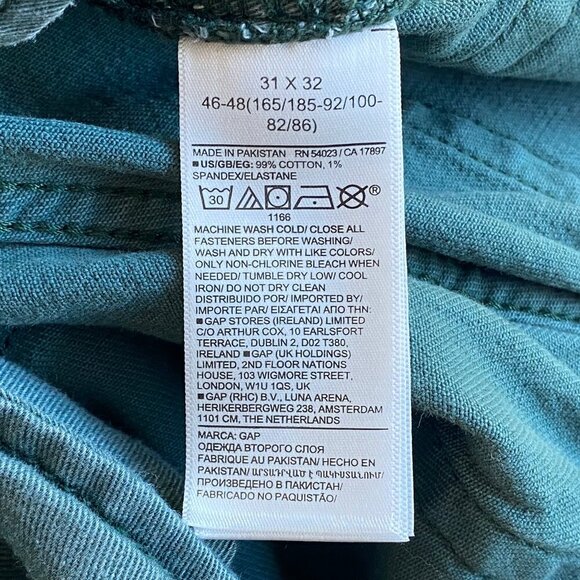 31 X 32
46-48(165/185-92/100-
82/86)
MADE IN PAKISTAN RN 54023 / CA 17897
■ US/GB/EG: 99% COTTON, 1%
SPANDEX/ELASTANE
30 ®
1166
MACHINE WASH COLD/ CLOSE ALL
FASTENERS BEFORE WASHING/
WASH AND DRY WITH LIKE COLORS/
ONLY NON-CHLORINE BLEACH WHEN
NEEDED/ TUMBLE DRY LOW/ COOL
IRON/ DO NOT DRY CLEAN
DISTRIBUIDO POR/ IMPORTED BY/
IMPORTE PAR/ ΕΙΣΑΓΕΤΑΙ ΑΠΟ ΤΗΝ:
■ GAP STORES (IRELAND) LIMITED
C/O ARTHUR COX, 10 EARLSFORT
TERRACE, DUBLIN 2, D02 T380,
IRELAND ■ GAP (UK HOLDINGS)
LIMITED, 2ND FLOOR NATIONS
HOUSE, 103 WIGMORE STREET,
LONDON, W1U 1QS, UK
■ GAP (RHC) B.V., LUNA ARENA,
HERIKERBERGWEG 238, AMSTERDAM
1101 CM, THE NETHERLANDS
MARCA: GAP
ОДЕЖДА ВТОРОГО СЛОЯ
FABRIQUE AU PAKISTAN/ HECHO EN
PAKISTAN/ ԱՐՏԱԴՐՎԱԾ Է ՊԱԿԻՍՏԱՆՈՒՄ/
ПРОИЗВЕДЕНО В ПАКИСТАН/
FABRICADO NO PAQUISTÃO/